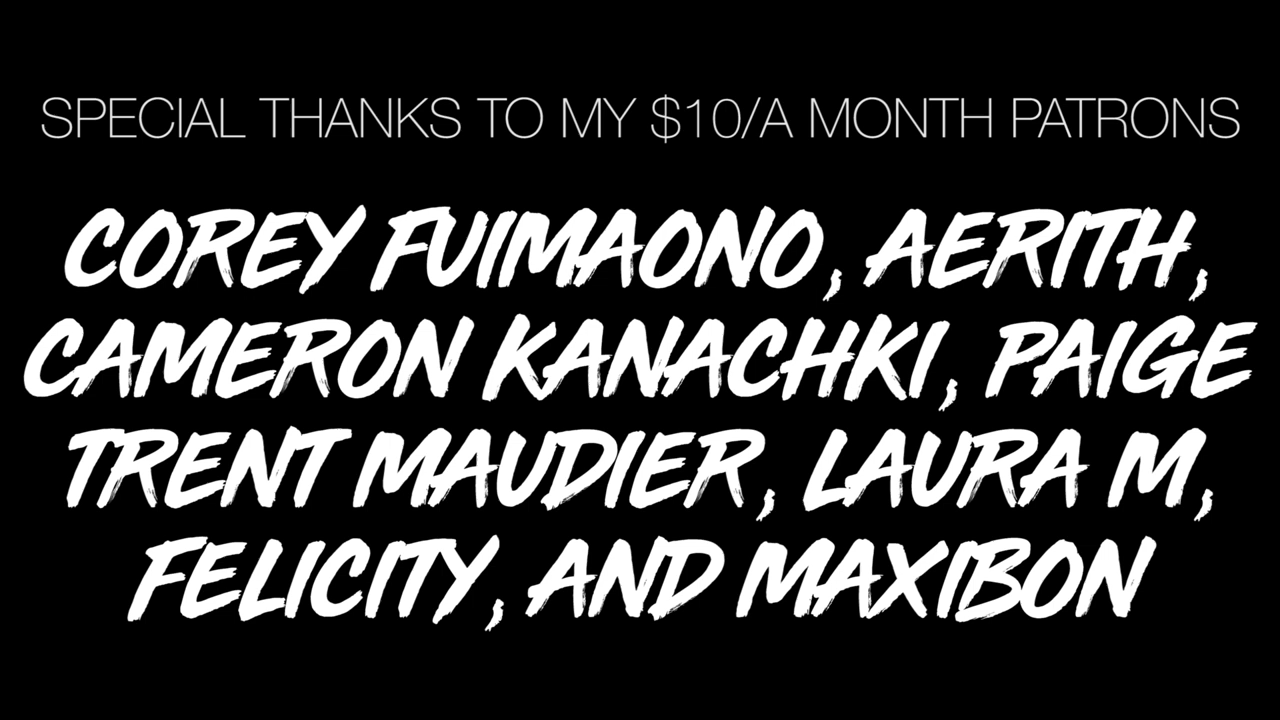 SPECIAL THANKS TO MY $10/A MONTH PATRONS
COREY FUIMAONO, AERITH,
CAMERON KANACHKI, PAIGE
TRENT MAUDIER, LAURA M,
FELICITY, AND MAXIBON